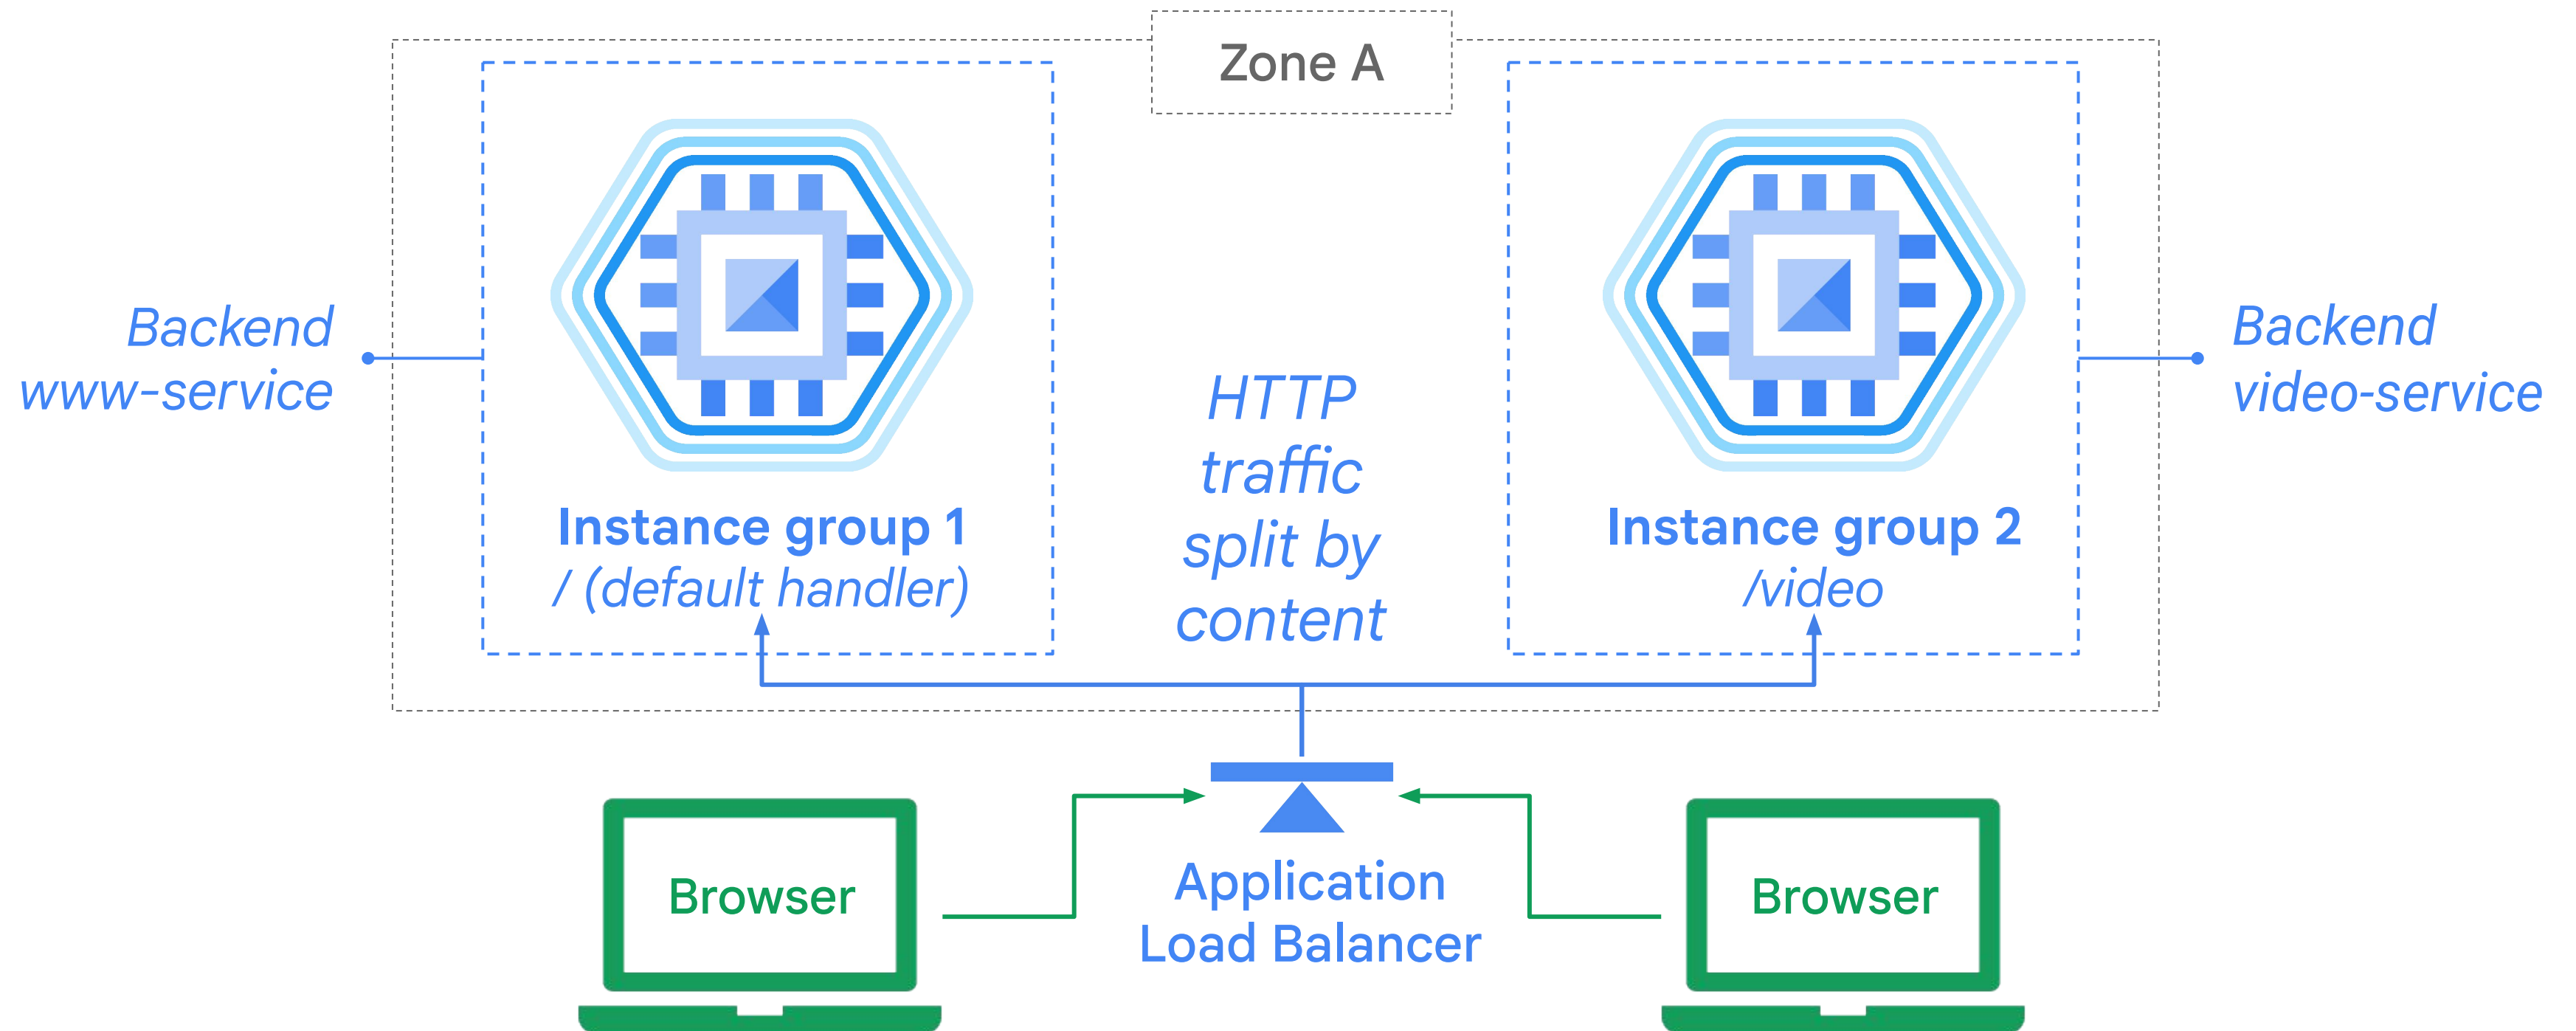 Zone A
Backend
www-service
Instance group 1
/ (default handler)
HTTP
traffic
split by
content
Instance group 2
/video
Backend
video-service
Browser
Application
Load Balancer
Browser